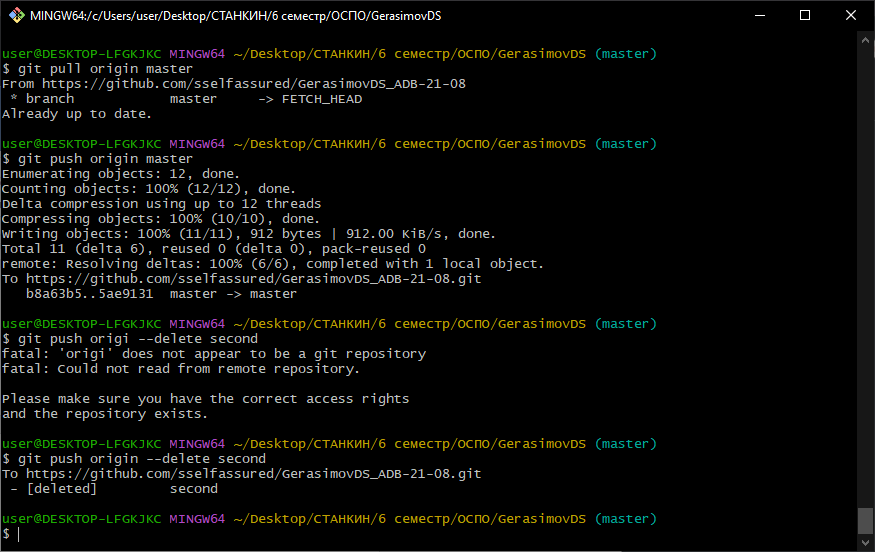 MINGW64:/c/Users/user/Desktop/СТАНКИН/6 семестр/ОСПО/GerasimovDS
user@DESKTOP-LFGKJKC MINGW64 ~/Desktop/СТАНКИН/6 семестр/ОСПО/GerasimovDS (master)
$ git pull origin master
From https://github.com/sselfassured/GerasimovDS_ADB-21-08
 * branch            master     -> FETCH_HEAD
Already up to date.
user@DESKTOP-LFGKJKC MINGW64 ~/Desktop/СТАНКИН/6 семестр/ОСПО/GerasimovDS (master)
$ git push origin master
Enumerating objects: 12, done.
Counting objects: 100% (12/12), done.
Delta compression using up to 12 threads
Compressing objects: 100% (10/10), done.
Writing objects: 100% (11/11), 912 bytes | 912.00 KiB/s, done.
Total 11 (delta 6), reused 0 (delta 0), pack-reused 0
remote: Resolving deltas: 100% (6/6), completed with 1 local object.
To https://github.com/sselfassured/GerasimovDS_ADB-21-08.git
   b8a63b5..5ae9131  master -> master
user@DESKTOP-LFGKJKC MINGW64 ~/Desktop/СТАНКИН/6 семестр/ОСПО/GerasimovDS (master)
$ git push origi --delete second
fatal: 'origi' does not appear to be a git repository
fatal: Could not read from remote repository.
Please make sure you have the correct access rights
and the repository exists.
user@DESKTOP-LFGKJKC MINGW64 ~/Desktop/СТАНКИН/6 семестр/ОСПО/GerasimovDS (master)
$ git push origin --delete second
To https://github.com/sselfassured/GerasimovDS_ADB-21-08.git
 - [deleted]         second
user@DESKTOP-LFGKJKC MINGW64 ~/Desktop/СТАНКИН/6 семестр/ОСПО/GerasimovDS (master)
$